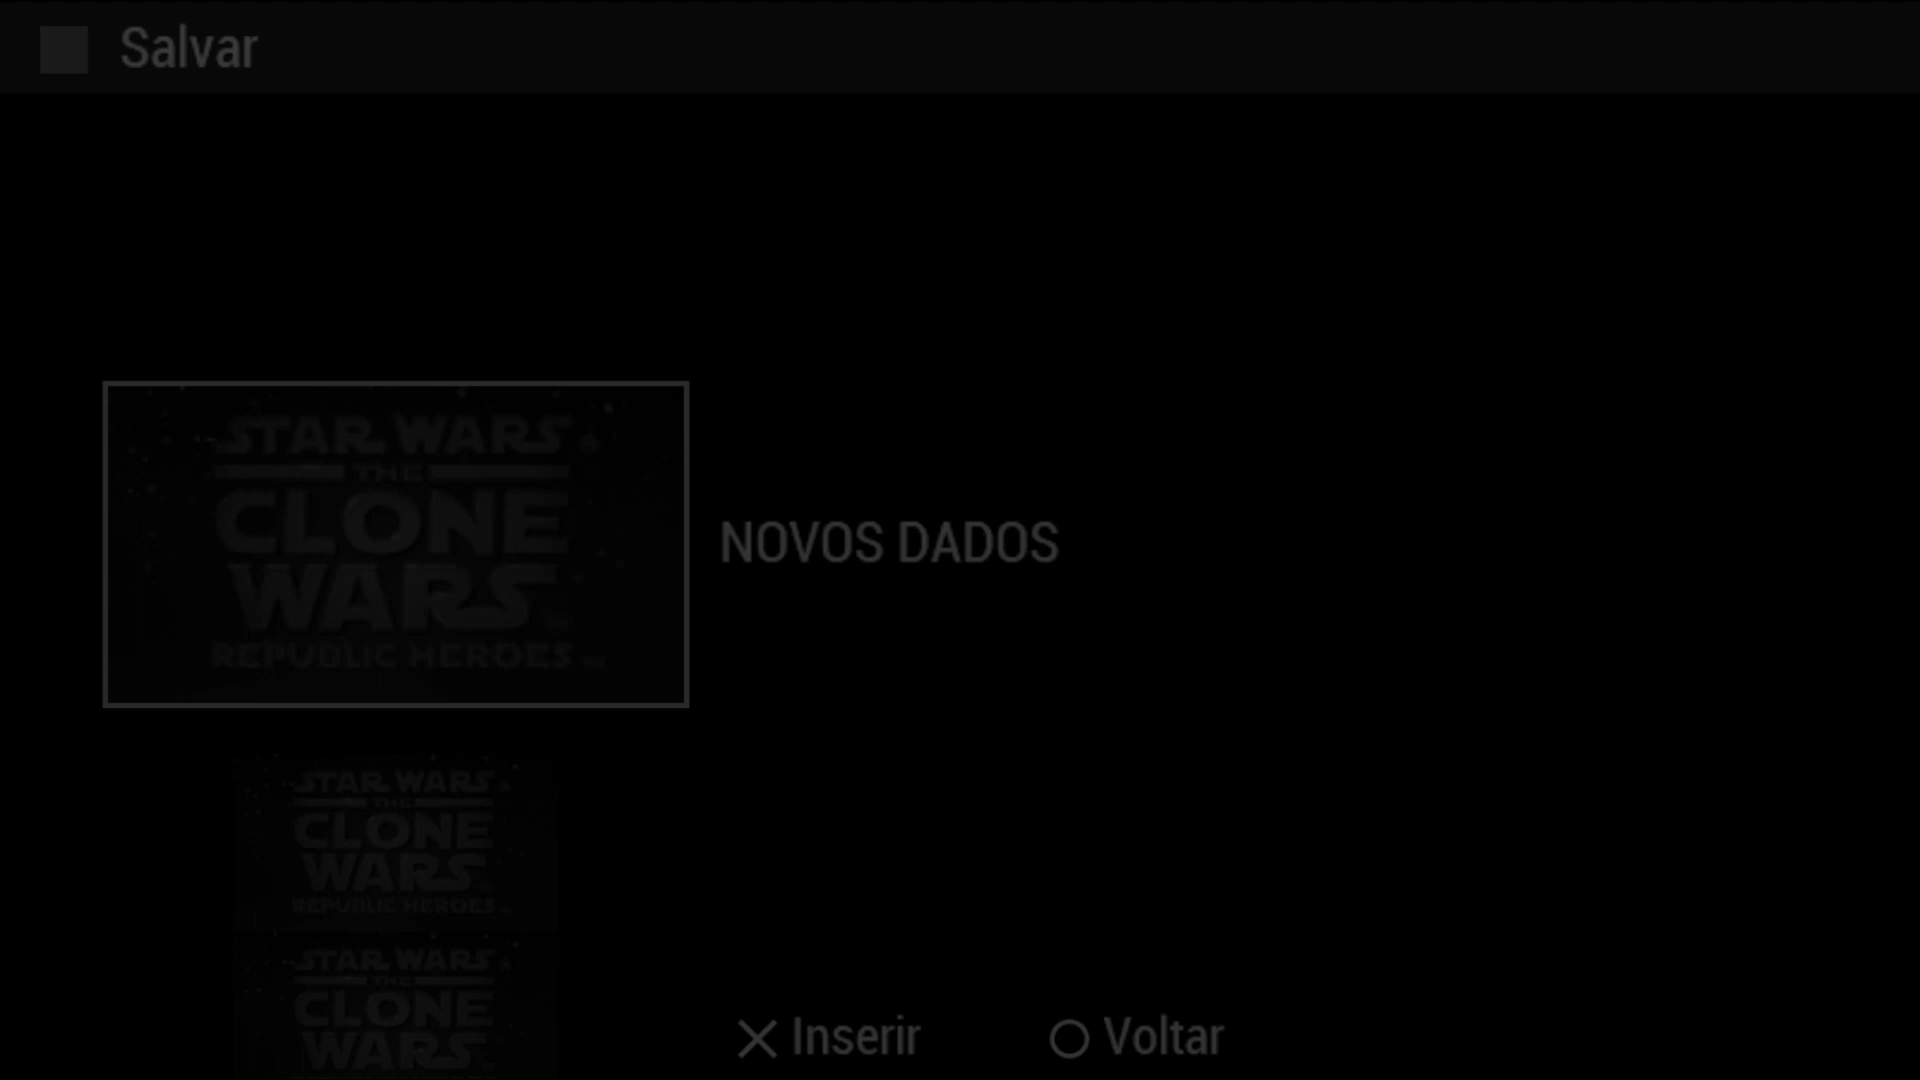 Salvar
STAR WARS
THE
CLONE
WARS
REPUBLIC HEROES
NOVOS DADOS
STAR WARS
THE
CLONE
WARS
REPUBLIC HEROES
STAR WARS
THE
CLONE
WARS
Inserir
Voltar